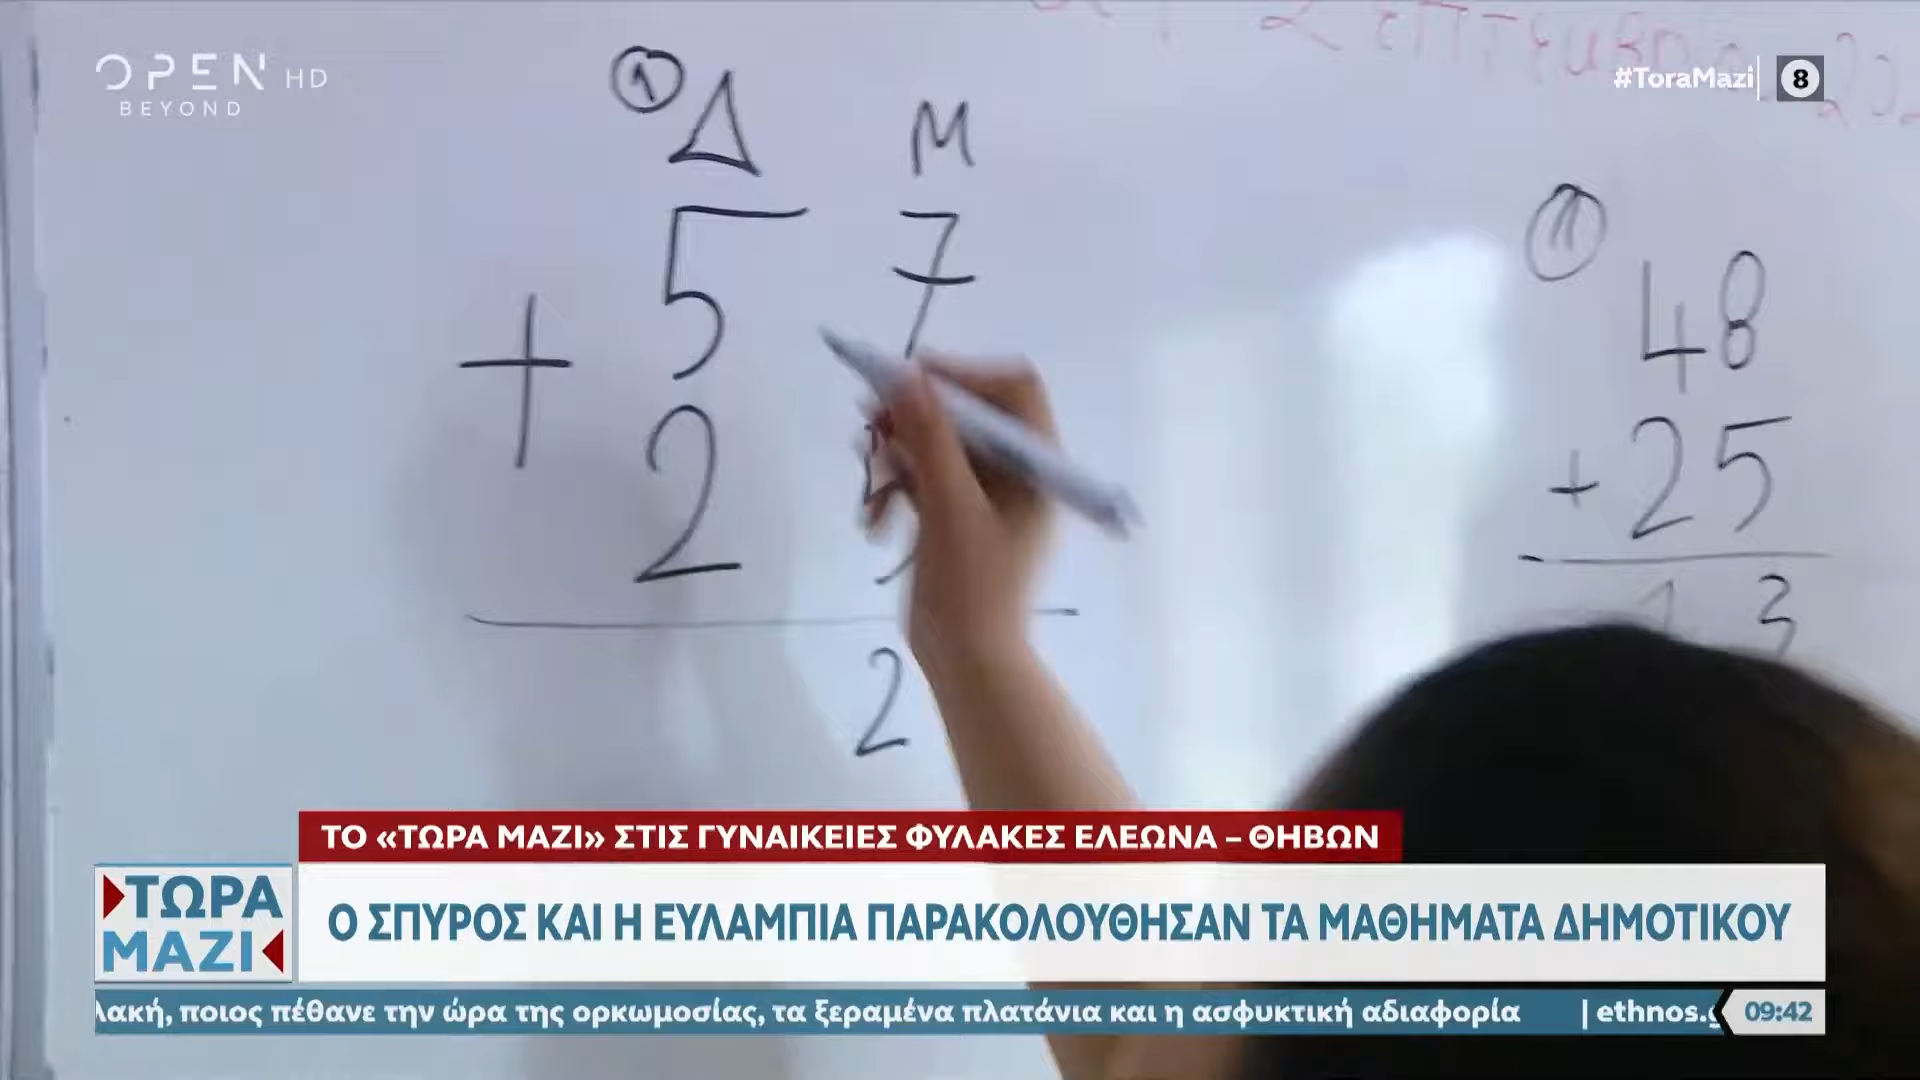 OPEN HD
BEYOND
#ToraMazi 8
1
Δ Μ
5 7
+ 2
2
48
+ 25
3
ΤΟ «ΤΩΡΑ ΜΑΖΙ» ΣΤΙΣ ΓΥΝΑΙΚΕΙΕΣ ΦΥΛΑΚΕΣ ΕΛΕΩΝΑ – ΘΗΒΩΝ
ΤΩΡΑ
ΜΑΖΙ
Ο ΣΠΥΡΟΣ ΚΑΙ Η ΕΥΛΑΜΠΙΑ ΠΑΡΑΚΟΛΟΥΘΗΣΑΝ ΤΑ ΜΑΘΗΜΑΤΑ ΔΗΜΟΤΙΚΟΥ
λακή, ποιος πέθανε την ώρα της ορκωμοσίας, τα ξεραμένα πλατάνια και η ασφυκτική αδιαφορία | ethnos.g 09:42